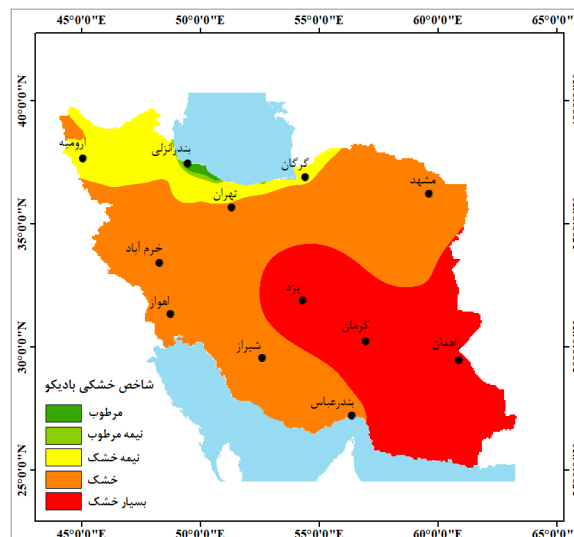 45°0'0"E 50°0'0"E 55°0'0"E 60°0'0"E 65°0'0"E
40°0'0"N
35°0'0"N
30°0'0"N
25°0'0"N
ارومیه
بندرانزلی
گرگان
مشهد
تهران
خرم آباد
اهواز
یزد
کرمان
زاهدان
شیراز
بندرعباس
شاخص خشکی بادیکو
مرطوب
نیمه مرطوب
نیمه خشک
خشک
بسیار خشک
45°0'0"E 50°0'0"E 55°0'0"E 60°0'0"E 65°0'0"E